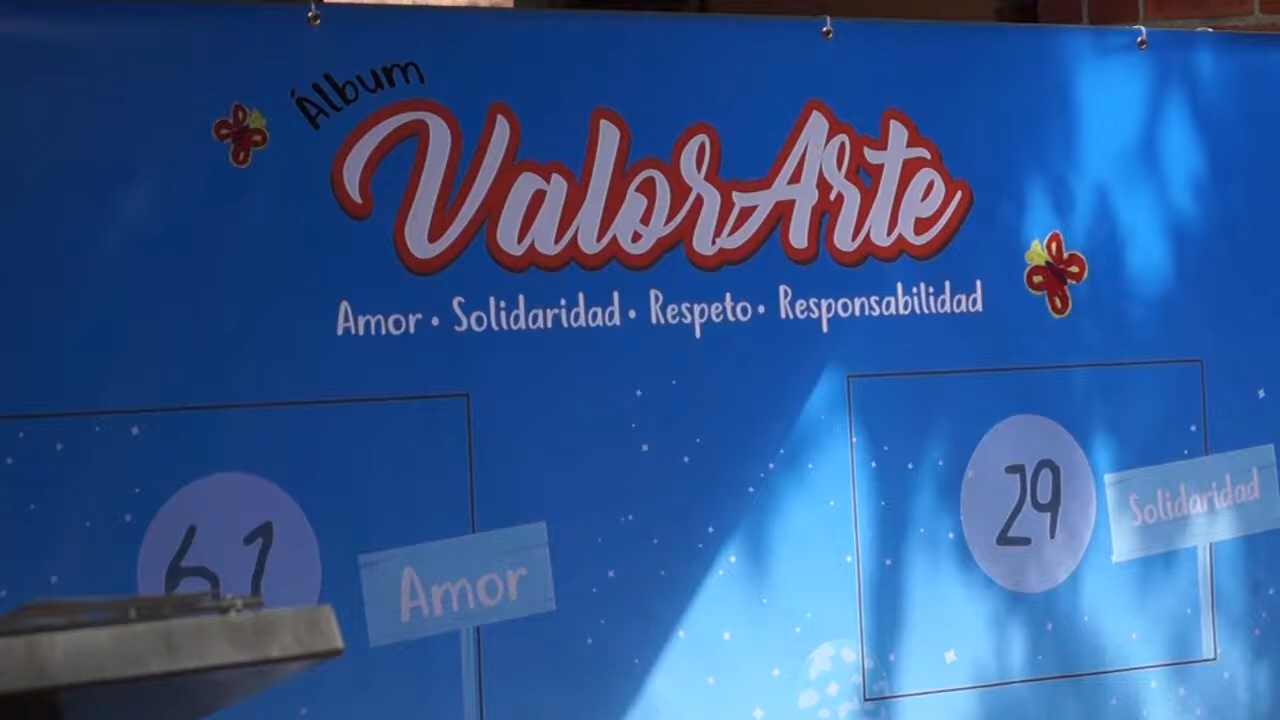 Álbum
ValorArte
Amor · Solidaridad · Respeto · Responsabilidad
61
Amor
29
Solidaridad